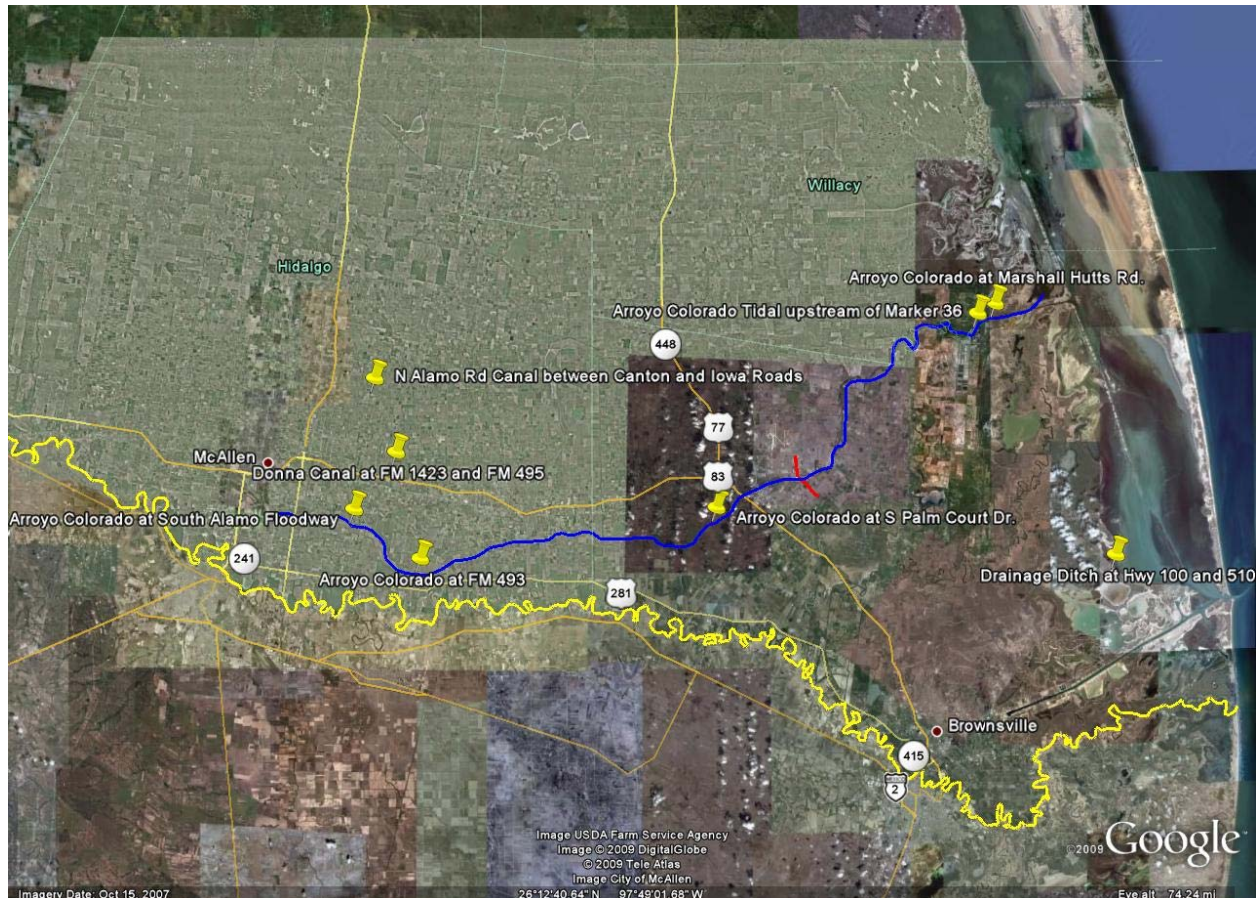 Willacy
Hidalgo
Arroyo Colorado at Marshall Hutts Rd.
Arroyo Colorado Tidal upstream of Marker 36
448
N Alamo Rd Canal between Canton and Iowa Roads
77
McAllen
Donna Canal at FM 1423 and FM 495
83
Arroyo Colorado at South Alamo Floodway
Arroyo Colorado at S Palm Court Dr.
241
Arroyo Colorado at FM 493
Drainage Ditch at Hwy 100 and 510
281
Brownsville
415
2
Image USDA Farm Service Agency
Image © 2009 DigitalGlobe
© 2009 Tele Atlas
Image City of McAllen
©2009 Google
Imagery Date: Oct 15, 2007
26°12'40.64" N 97°49'01.68" W
Eye alt 74.24 mi